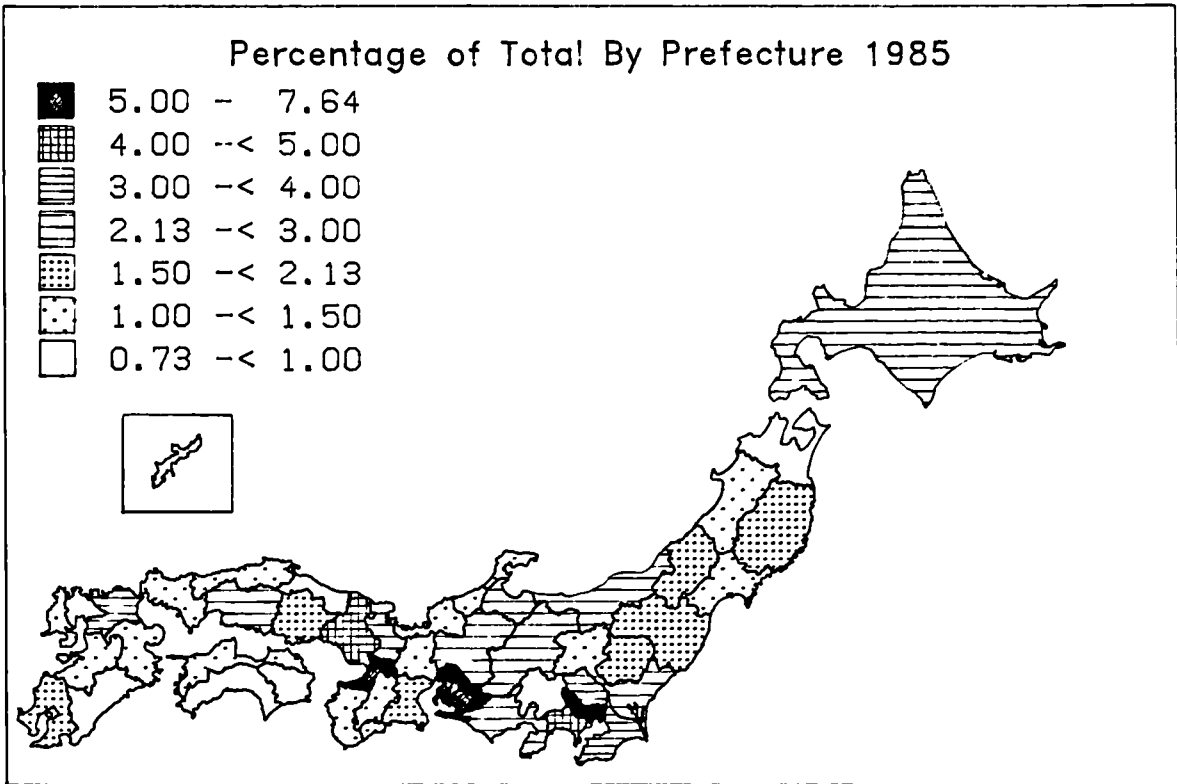 Percentage of Total By Prefecture 1985
5.00 - 7.64
4.00 -< 5.00
3.00 -< 4.00
2.13 -< 3.00
1.50 -< 2.13
1.00 -< 1.50
0.73 -< 1.00